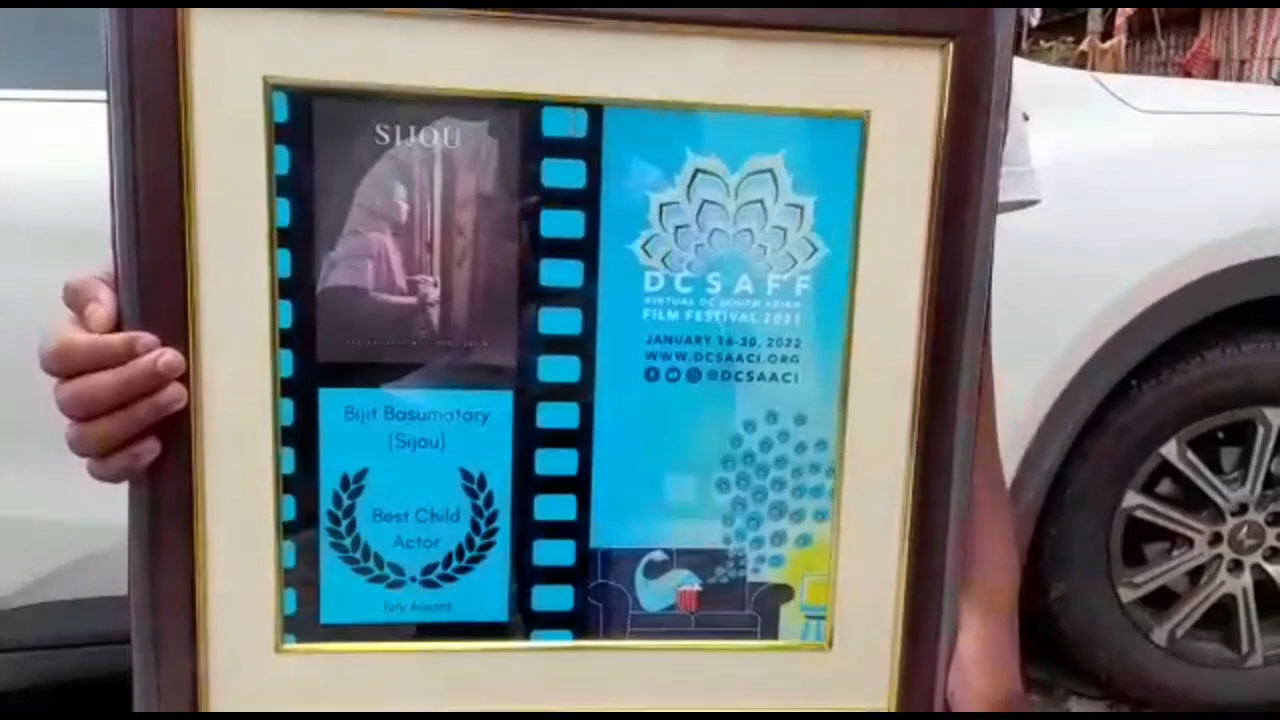 SIJOU
Bijit Basumatary
(Sijou)
Best Child
Actor
Jury Award
DCSAFF
VIRTUAL DC SOUTH ASIAN
FILM FESTIVAL 2021
JANUARY 16-30, 2022
WWW.DCSAACI.ORG
@DCSAACI